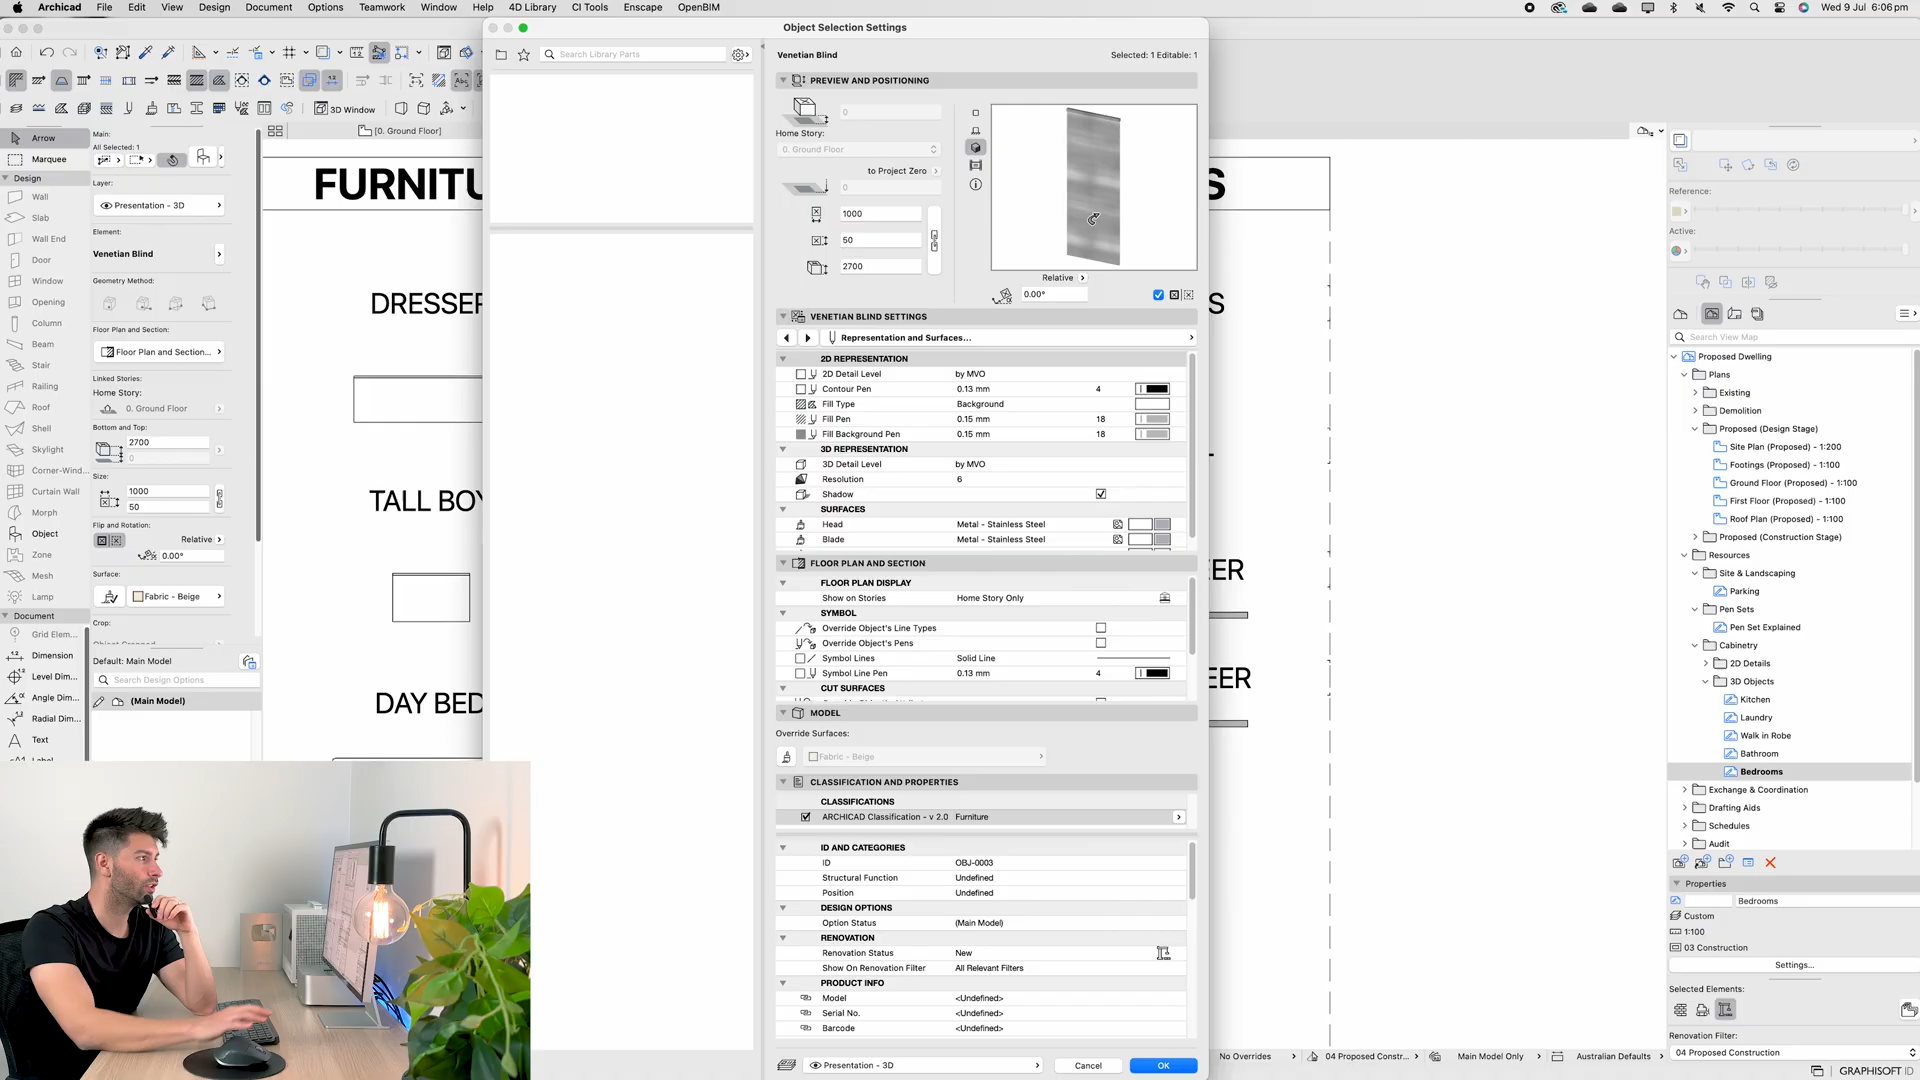 Archicad File Edit View Design Document Options Teamwork Window Help 4D Library CI Tools Enscape OpenBIM
Wed 9 Jul 6:06 pm
Object Selection Settings
Search Library Parts
Venetian Blind
Selected: 1 Editable: 1
PREVIEW AND POSITIONING
0
Home Story:
0. Ground Floor
to Project Zero
0
1000
50
2700
Relative
0.00°
VENETIAN BLIND SETTINGS
Representation and Surfaces...
2D REPRESENTATION
2D Detail Level by MVO
Contour Pen 0.13 mm 4
Fill Type Background
Fill Pen 0.15 mm 18
Fill Background Pen 0.15 mm 18
3D REPRESENTATION
3D Detail Level by MVO
Resolution 6
Shadow
SURFACES
Head Metal - Stainless Steel
Blade Metal - Stainless Steel
FLOOR PLAN AND SECTION
FLOOR PLAN DISPLAY
Show on Stories Home Story Only
SYMBOL
Override Object's Line Types
Override Object's Pens
Symbol Lines Solid Line
Symbol Line Pen 0.13 mm 4
CUT SURFACES
MODEL
Override Surfaces:
Fabric - Beige
CLASSIFICATION AND PROPERTIES
CLASSIFICATIONS
ARCHICAD Classification - v 2.0 Furniture
ID AND CATEGORIES
ID OBJ-0003
Structural Function Undefined
Position Undefined
DESIGN OPTIONS
Option Status (Main Model)
RENOVATION
Renovation Status New
Show On Renovation Filter All Relevant Filters
PRODUCT INFO
Model <Undefined>
Serial No. <Undefined>
Barcode <Undefined>
Presentation - 3D
Cancel
OK
3D Window
[0. Ground Floor]
Arrow
Marquee
Design
Wall
Slab
Wall End
Door
Window
Opening
Column
Beam
Stair
Railing
Roof
Shell
Skylight
Corner-Wind...
Curtain Wall
Morph
Object
Zone
Mesh
Lamp
Document
Grid Elem...
Dimension
Level Dim...
Angle Dim...
Radial Dim...
Text
Label
Main:
All Selected: 1
Layer:
Presentation - 3D
Element:
Venetian Blind
Geometry Method:
Floor Plan and Section:
Floor Plan and Section...
Linked Stories:
Home Story:
0. Ground Floor
Bottom and Top:
2700
0
Size:
1000
50
Flip and Rotation:
Relative
0.00°
Surface:
Fabric - Beige
Crop:
Default: Main Model
Search Design Options
(Main Model)
FURNITU
S
DRESSER
S
TALL BOY
EER
DAY BED
EER
Reference:
Active:
Search View Map
Proposed Dwelling
Plans
Existing
Demolition
Proposed (Design Stage)
Site Plan (Proposed) - 1:200
Footings (Proposed) - 1:100
Ground Floor (Proposed) - 1:100
First Floor (Proposed) - 1:100
Roof Plan (Proposed) - 1:100
Proposed (Construction Stage)
Resources
Site & Landscaping
Parking
Pen Sets
Pen Set Explained
Cabinetry
2D Details
3D Objects
Kitchen
Laundry
Walk in Robe
Bathroom
Bedrooms
Exchange & Coordination
Drafting Aids
Schedules
Audit
Properties
Bedrooms
Custom
1:100
03 Construction
Settings...
Selected Elements:
Renovation Filter:
04 Proposed Construction
No Overrides
04 Proposed Constr...
Main Model Only
Australian Defaults
GRAPHISOFT ID